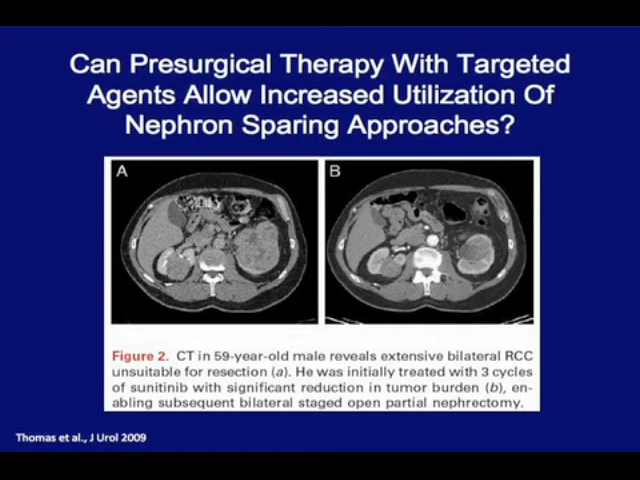 Can Presurgical Therapy With Targeted
Agents Allow Increased Utilization Of
Nephron Sparing Approaches?
A
B
Figure 2. CT in 59-year-old male reveals extensive bilateral RCC
unsuitable for resection (a). He was initially treated with 3 cycles
of sunitinib with significant reduction in tumor burden (b), en-
abling subsequent bilateral staged open partial nephrectomy.
Thomas et al., J Urol 2009